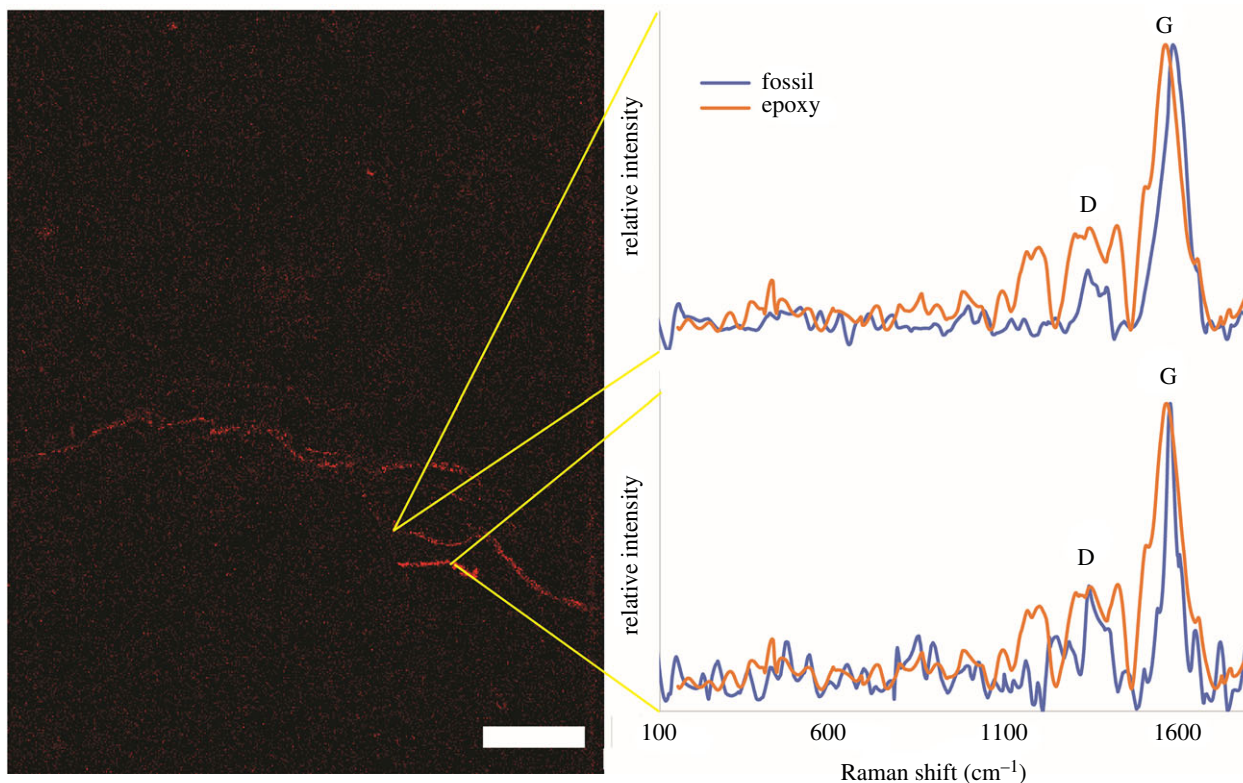 G
fossil
epoxy
relative intensity
D
G
relative intensity
D
100 600 1100 1600
Raman shift (cm⁻¹)